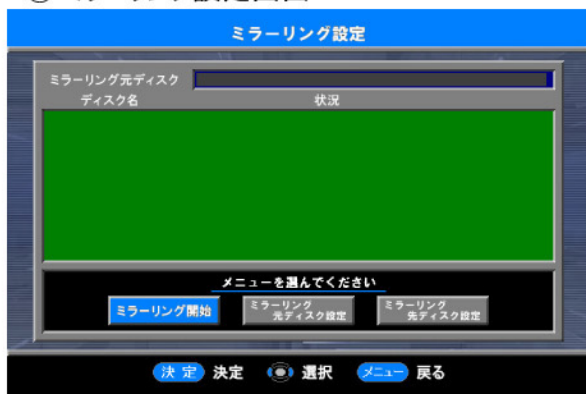 ミラーリング設定
ミラーリング元ディスク
ディスク名 状況
メニューを選んでください
ミラーリング開始
ミラーリング
元ディスク設定
ミラーリング
先ディスク設定
決定 決定 選択 メニュー 戻る